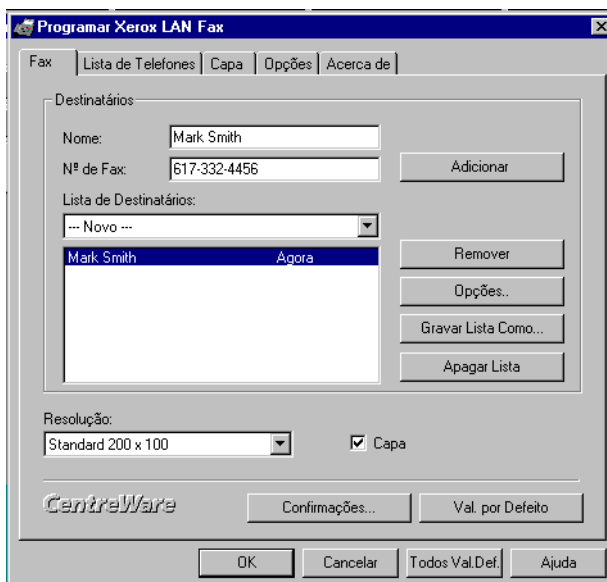 Programar Xerox LAN Fax
Fax Lista de Telefones Capa Opções Acerca de
Destinatários
Nome: Mark Smith
Nº de Fax: 617-332-4456 Adicionar
Lista de Destinatários:
--- Novo ---
Mark Smith Agora Remover
Opções..
Gravar Lista Como...
Apagar Lista
Resolução:
Standard 200 x 100 Capa
CentreWare Confirmações... Val. por Defeito
OK Cancelar Todos Val.Def. Ajuda